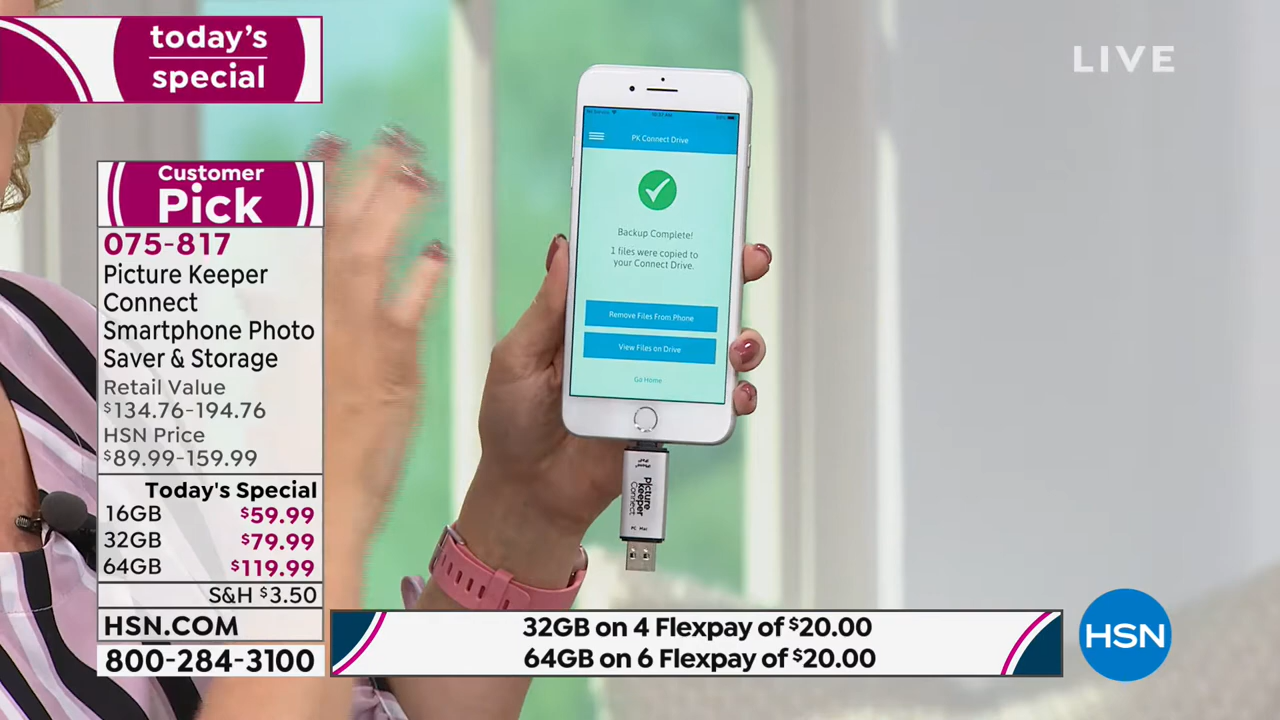 today's
special
LIVE
Customer
Pick
075-817
Picture Keeper
Connect
Smartphone Photo
Saver & Storage
Retail Value
$134.76-194.76
HSN Price
$89.99-159.99
Today's Special
16GB $59.99
32GB $79.99
64GB $119.99
S&H $3.50
HSN.COM
800-284-3100
PK Connect Drive
Backup Complete!
1 files were copied to
your Connect Drive.
Remove Files From Phone
View Files on Drive
Go Home
picture
keeper
Connect
PC Mac
32GB on 4 Flexpay of $20.00
64GB on 6 Flexpay of $20.00
HSN